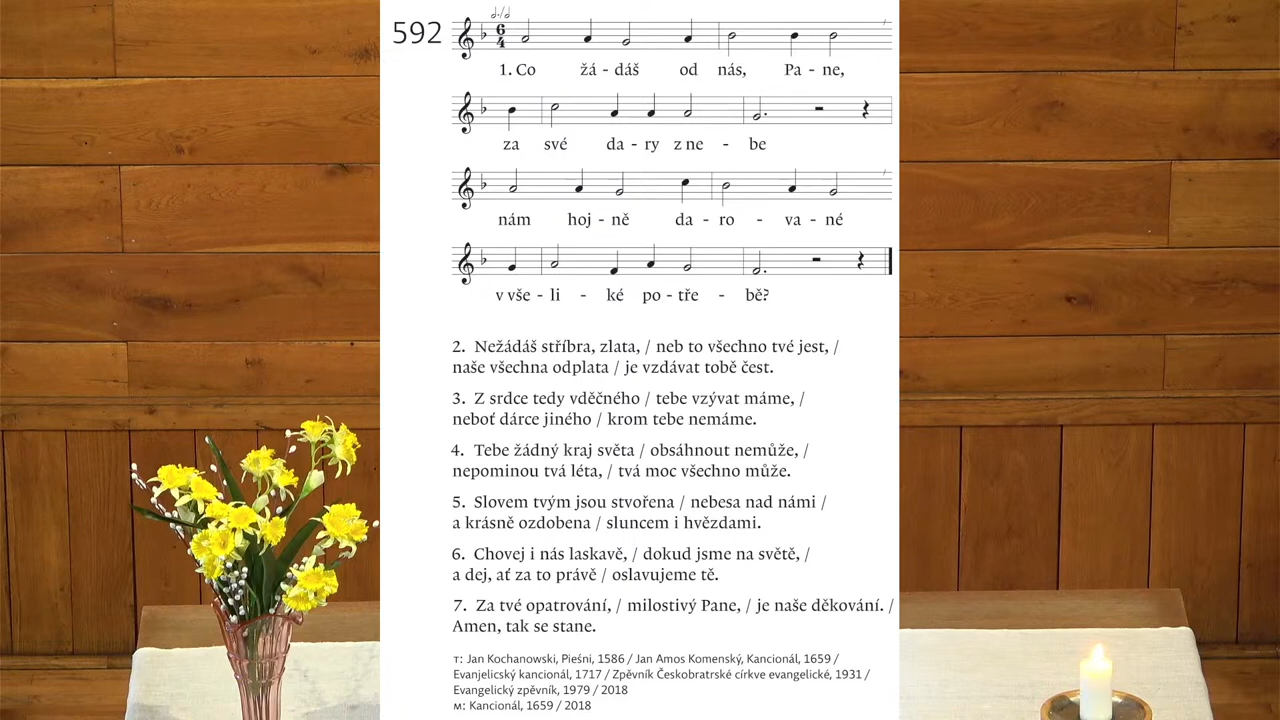 592
1. Co žá - dáš od nás, Pa - ne,
za své da - ry z ne - be
nám hoj - ně da - ro - va - né
v vše - li - ké po - tře - bě?
2. Nežádáš stříbra, zlata, / neb to všechno tvé jest, /
naše všechna odplata / je vzdávat tobě čest.
3. Z srdce tedy vděčného / tebe vzývat máme, /
neboť dárce jiného / krom tebe nemáme.
4. Tebe žádný kraj světa / obsáhnout nemůže, /
nepominou tvá léta, / tvá moc všechno může.
5. Slovem tvým jsou stvořena / nebesa nad námi /
a krásně ozdobena / sluncem i hvězdami.
6. Chovej i nás laskavě, / dokud jsme na světě, /
a dej, ať za to právě / oslavujeme tě.
7. Za tvé opatrování, / milostivý Pane, / je naše děkování. /
Amen, tak se stane.
T: Jan Kochanowski, Pieśni, 1586 / Jan Amos Komenský, Kancionál, 1659 /
Evanjelicský kancionál, 1717 / Zpěvník Českobratrské církve evangelické, 1931 /
Evangelický zpěvník, 1979 / 2018
M: Kancionál, 1659 / 2018